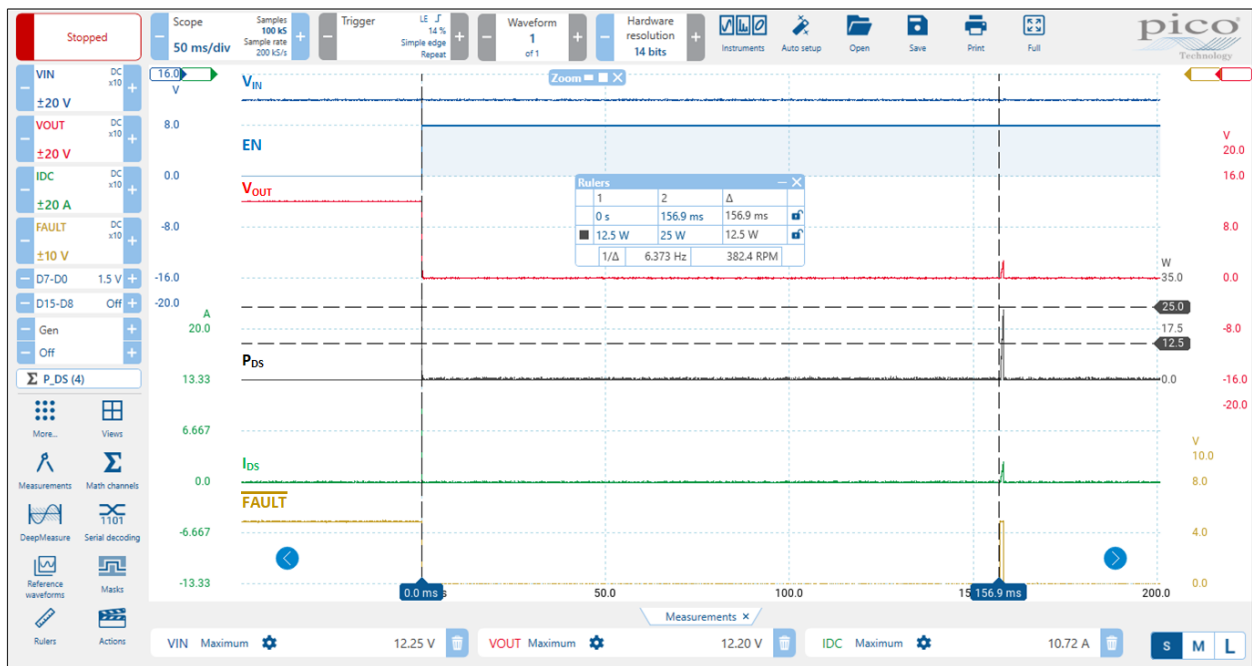 Stopped
Scope
50 ms/div
Samples
100 kS
Sample rate
200 kS/s
Trigger
LE
14 %
Simple edge
Repeat
Waveform
1
of 1
Hardware
resolution
14 bits
Instruments
Auto setup
Open
Save
Print
Full
pico
Technology
VIN
DC
x10
±20 V
VOUT
DC
x10
±20 V
IDC
DC
x10
±20 A
FAULT
DC
x10
±10 V
D7-D0 1.5 V
D15-D8 Off
Gen
Off
Σ P_DS (4)
More...
Views
Measurements
Math channels
DeepMeasure
1101
Serial decoding
Reference
waveforms
Masks
Rulers
Actions
16.0
V
8.0
0.0
-8.0
-16.0
-20.0
A
20.0
13.33
6.667
0.0
-6.667
-13.33
VIN
EN
VOUT
PDS
IDS
FAULT
Zoom
Rulers
1 2 Δ
0 s 156.9 ms 156.9 ms
12.5 W 25 W 12.5 W
1/Δ 6.373 Hz 382.4 RPM
W
35.0
25.0
17.5
12.5
0.0
V
20.0
16.0
8.0
0.0
-8.0
-16.0
-20.0
V
10.0
8.0
4.0
0.0
0.0 ms
50.0
100.0
156.9 ms
200.0
Measurements ×
VIN Maximum 12.25 V
VOUT Maximum 12.20 V
IDC Maximum 10.72 A
S M L